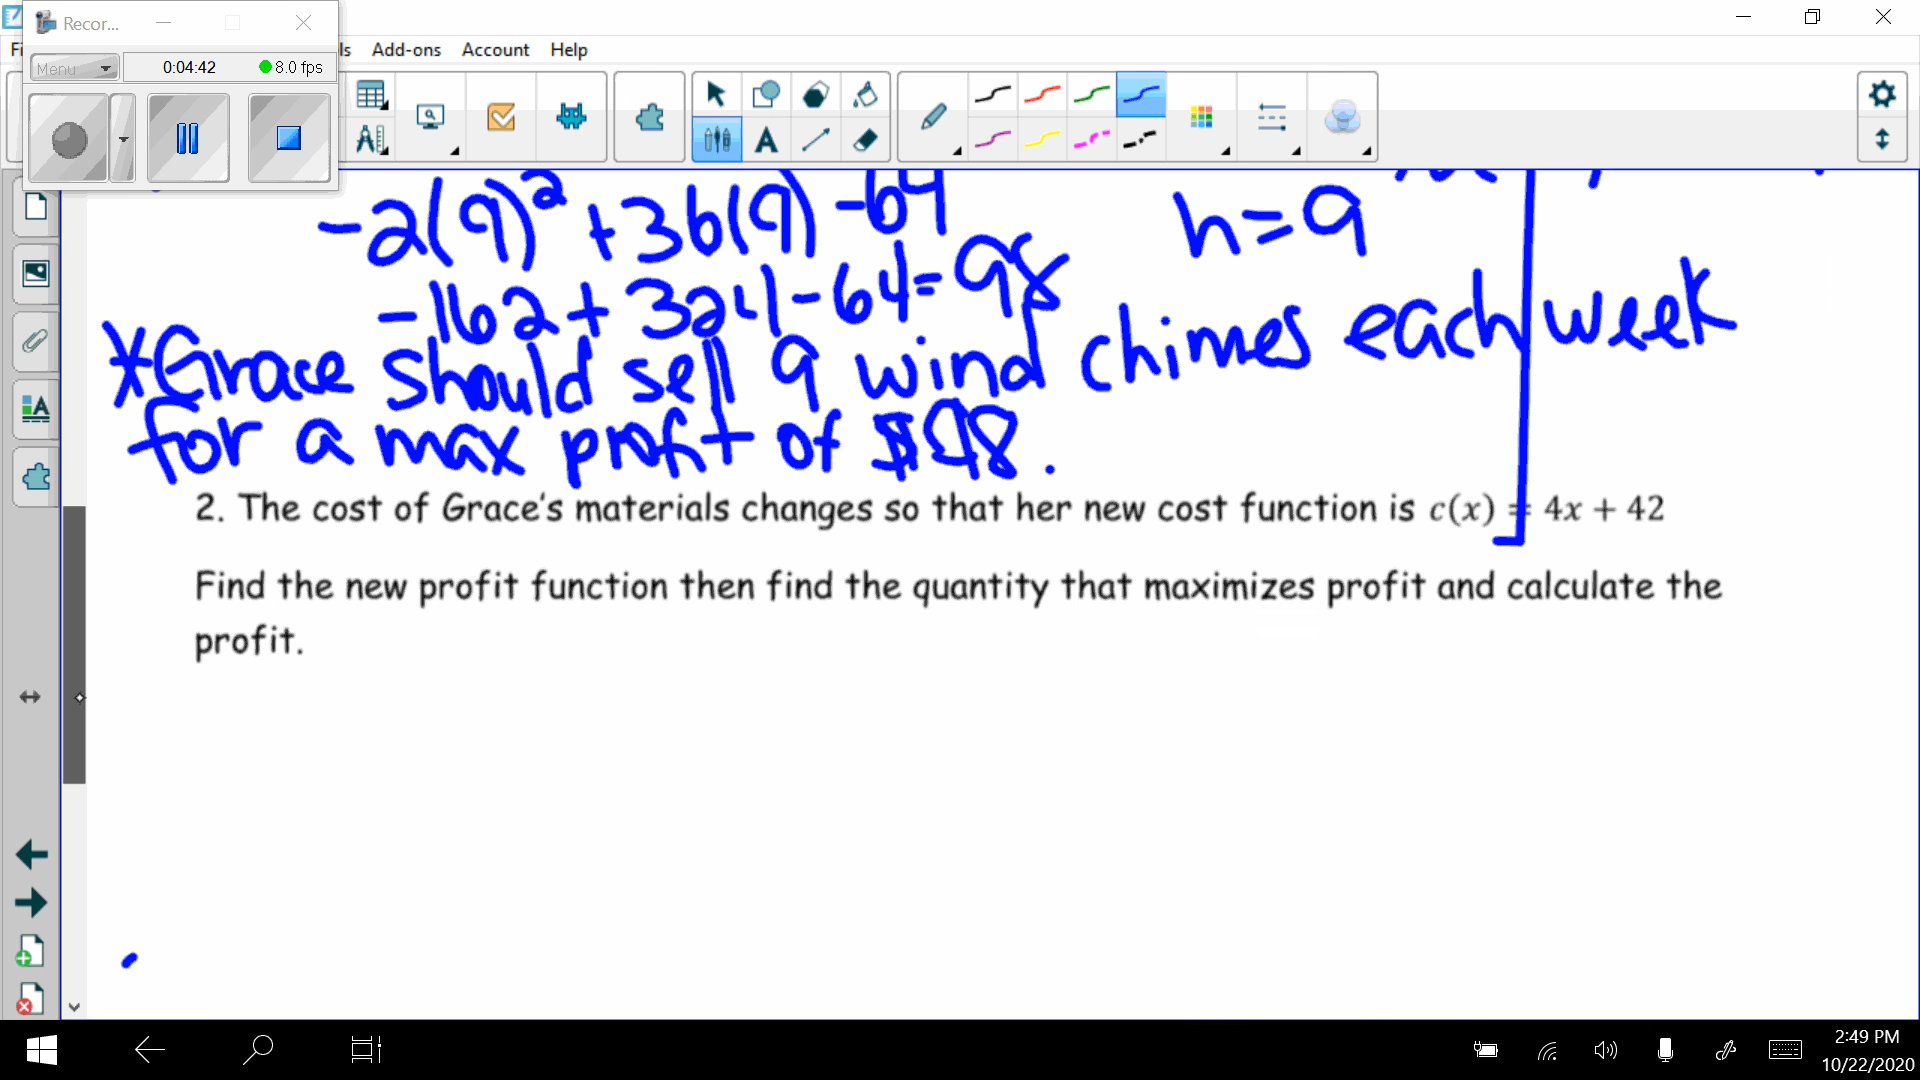 Recor...
Fi ls Add-ons Account Help
Menu 0:04:42 8.0 fps
-2(9)² +36(9) -64
h=9
-162 + 324 - 64 = 98
*Grace should sell 9 wind chimes each week
for a max profit of $98.
2. The cost of Grace's materials changes so that her new cost function is c(x) = 4x + 42
Find the new profit function then find the quantity that maximizes profit and calculate the
profit.
2:49 PM
10/22/2020